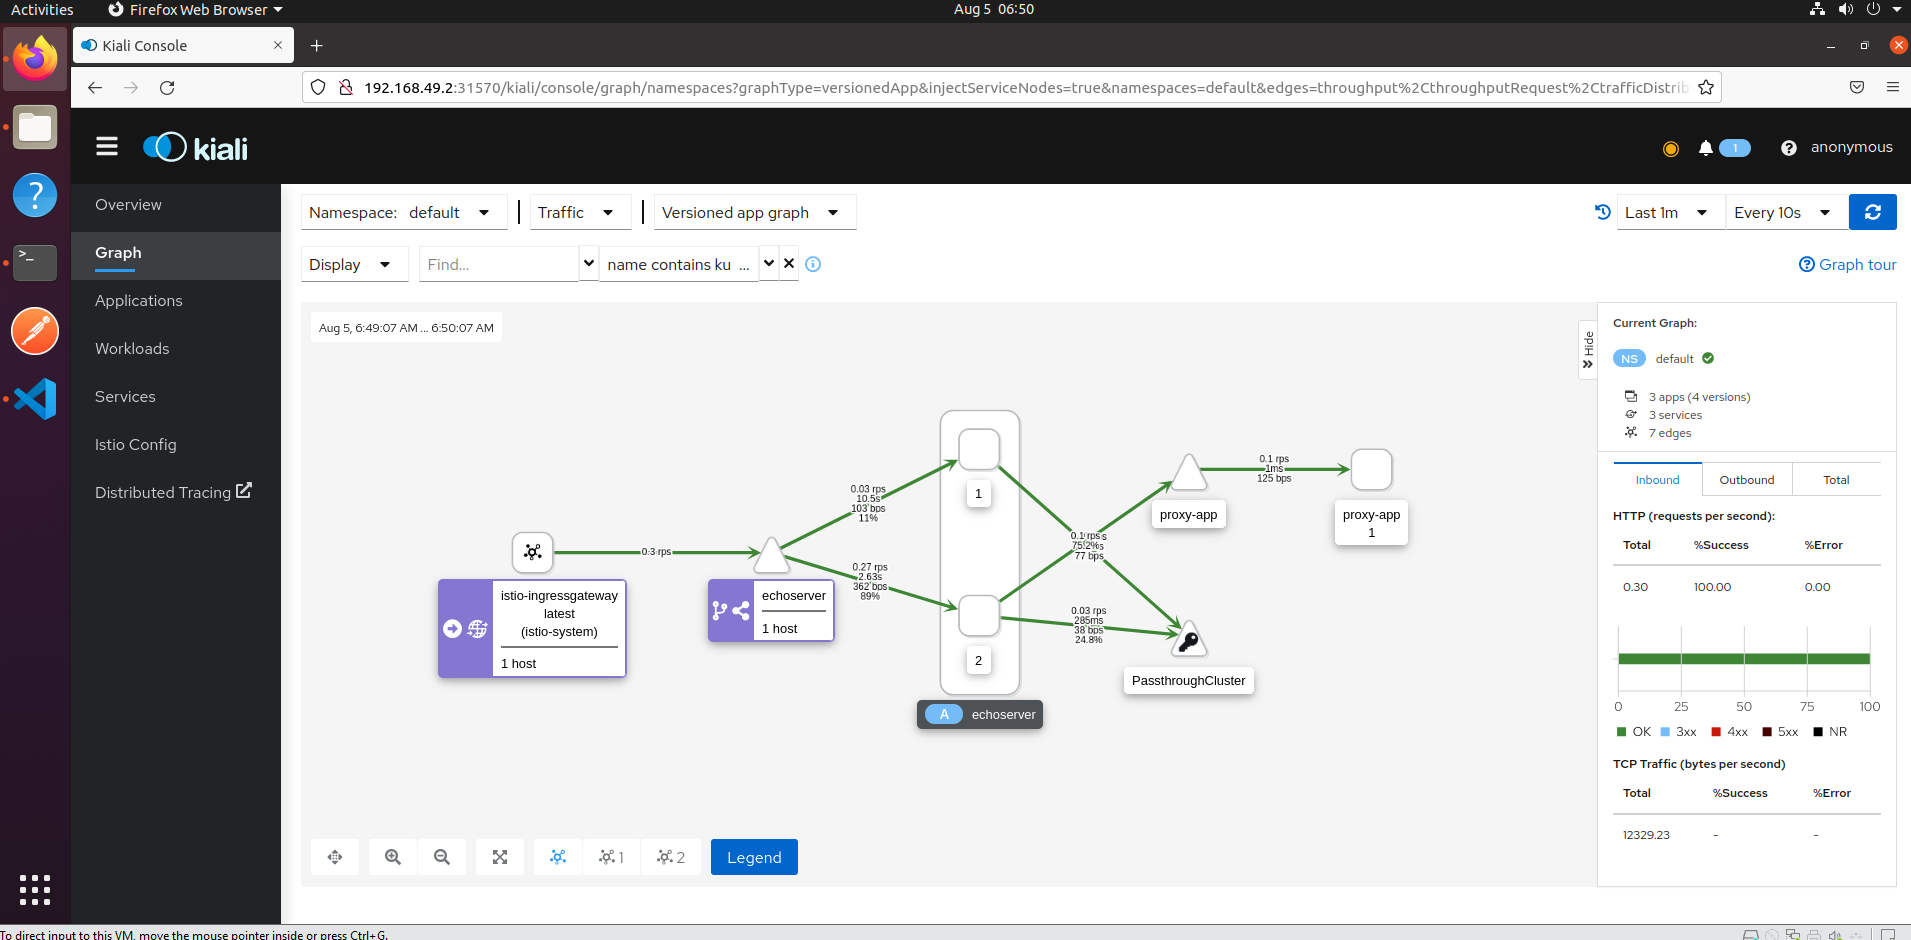 Activities
Firefox Web Browser
Aug 5 06:50
Kiali Console
192.168.49.2:31570/kiali/console/graph/namespaces?graphType=versionedApp&injectServiceNodes=true&namespaces=default&edges=throughput%2CthroughputRequest%2CtrafficDistrib
kiali
1
anonymous
Overview
Graph
Applications
Workloads
Services
Istio Config
Distributed Tracing
Namespace: default
Traffic
Versioned app graph
Last 1m
Every 10s
Display
Find...
name contains ku ...
Graph tour
Aug 5, 6:49:07 AM ... 6:50:07 AM
Hide
istio-ingressgateway
latest
(istio-system)
1 host
0.3 rps
echoserver
1 host
0.03 rps
10.5s
103 bps
11%
0.27 rps
2.63s
362 bps
89%
1
2
A echoserver
0.1 rps
75.2%
77 bps
0.03 rps
285ms
38 bps
24.8%
proxy-app
0.1 rps
1ms
125 bps
proxy-app
1
PassthroughCluster
1
2
Legend
Current Graph:
NS default
3 apps (4 versions)
3 services
7 edges
Inbound
Outbound
Total
HTTP (requests per second):
Total %Success %Error
0.30 100.00 0.00
0 25 50 75 100
OK 3xx 4xx 5xx NR
TCP Traffic (bytes per second)
Total %Success %Error
12329.23 - -
To direct input to this VM, move the mouse pointer inside or press Ctrl+G.